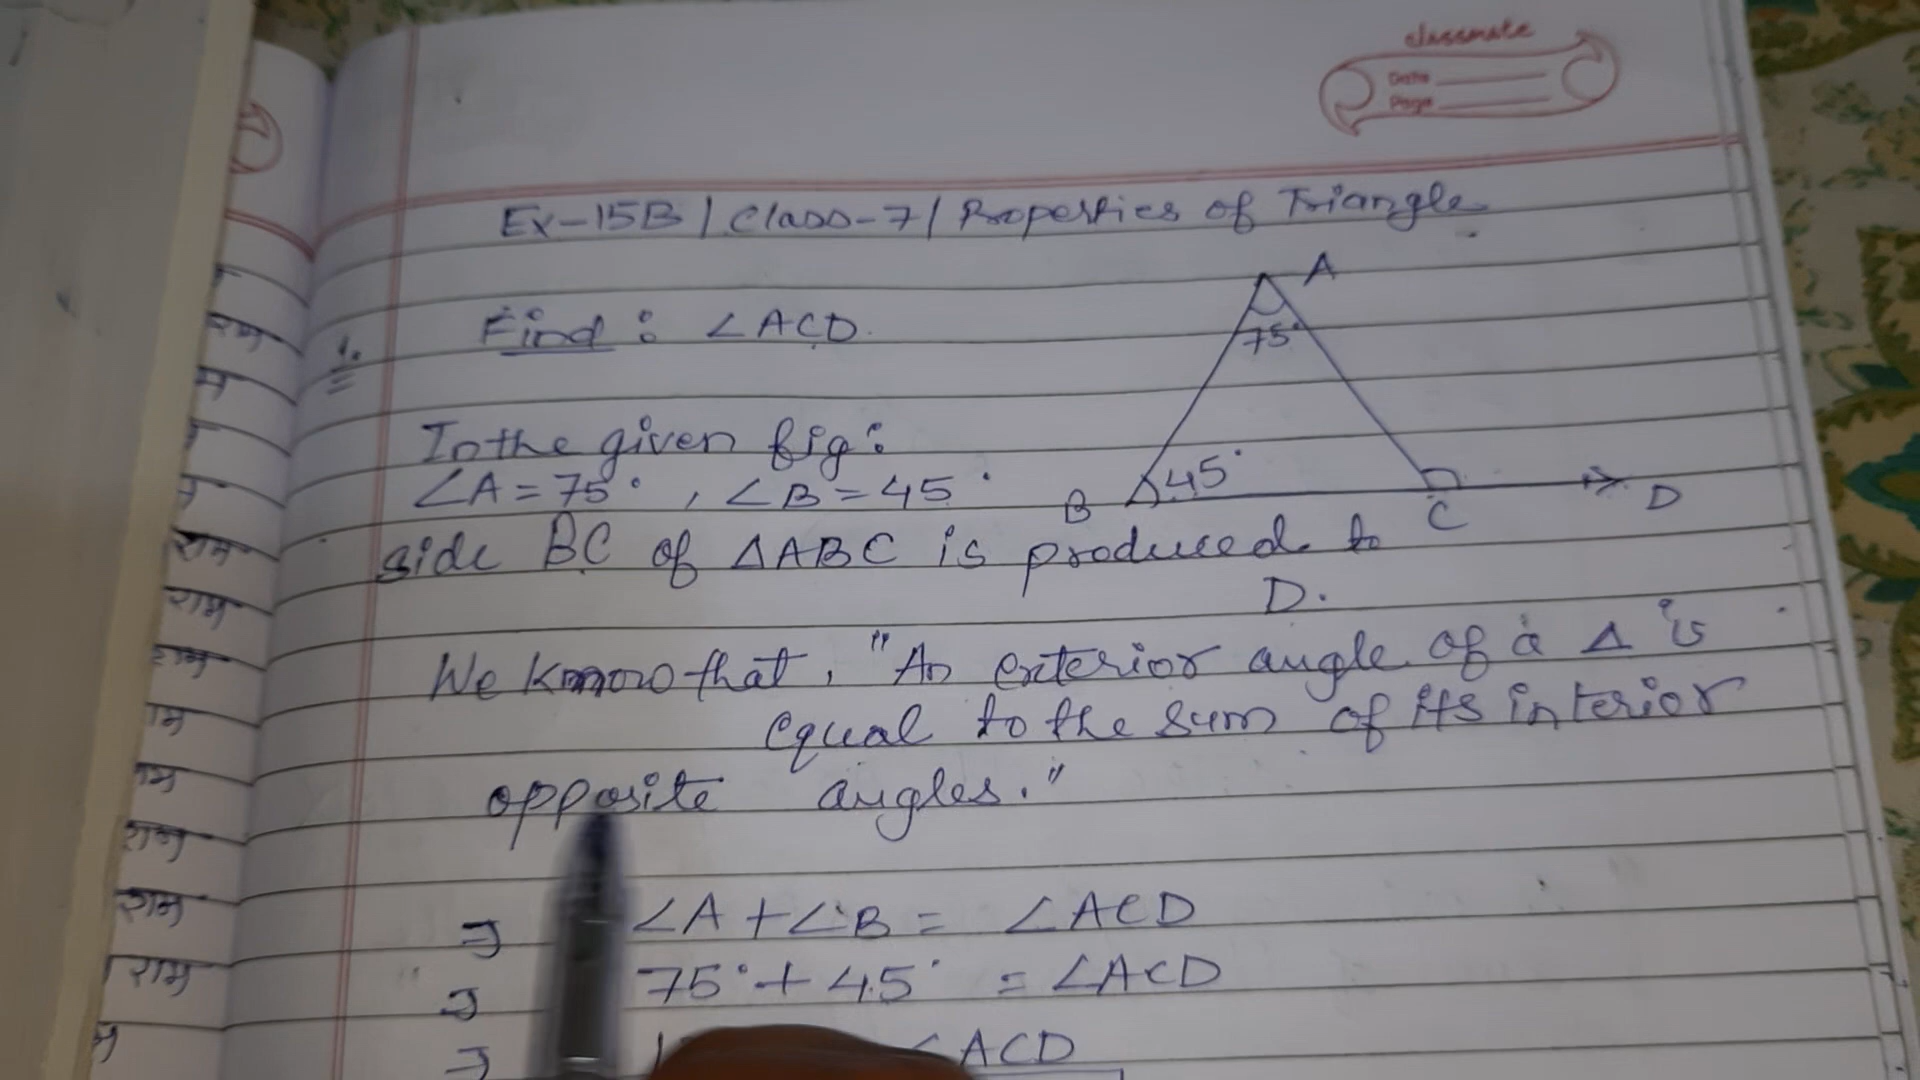 classmate
Date
Page
Ex-15B | Class-7 | Properties of Triangle
1. Find : ∠ACD.
A
75°
In the given fig :
∠A = 75° , ∠B = 45°
B 45° C D
side BC of ΔABC is produced to
D.
We know that, "An exterior angle of a Δ is
equal to the sum of its interior
opposite angles."
⇒ ∠A + ∠B = ∠ACD
⇒ 75° + 45° = ∠ACD
⇒ ∠ACD
राम
म
राम
राम
राम
राम
राम
राम